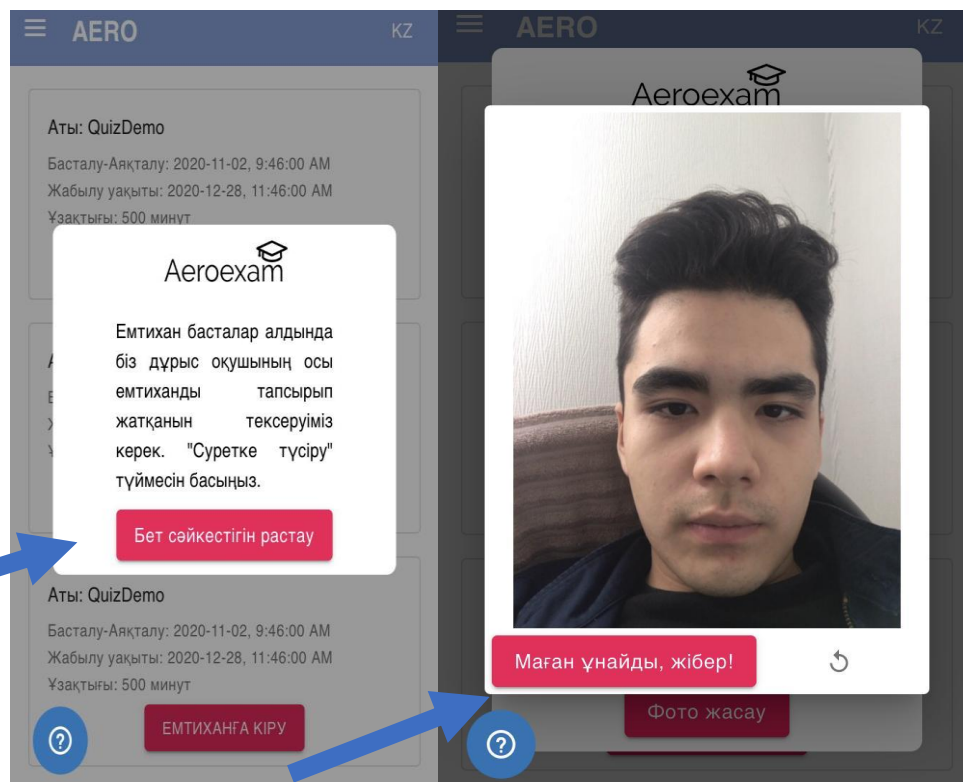 AERO
KZ
Аты: QuizDemo
Басталу-Аяқталу: 2020-11-02, 9:46:00 AM
Жабылу уақыты: 2020-12-28, 11:46:00 AM
Ұзақтығы: 500 минут
Aeroexam
Емтихан басталар алдында
біз дұрыс оқушының осы
емтиханды тапсырып
жатқанын тексеруіміз
керек. "Суретке түсіру"
түймесін басыңыз.
Бет сәйкестігін растау
Аты: QuizDemo
Басталу-Аяқталу: 2020-11-02, 9:46:00 AM
Жабылу уақыты: 2020-12-28, 11:46:00 AM
Ұзақтығы: 500 минут
ЕМТИХАНҒА КІРУ
AERO
KZ
Aeroexam
Маған ұнайды, жібер!
Фото жасау